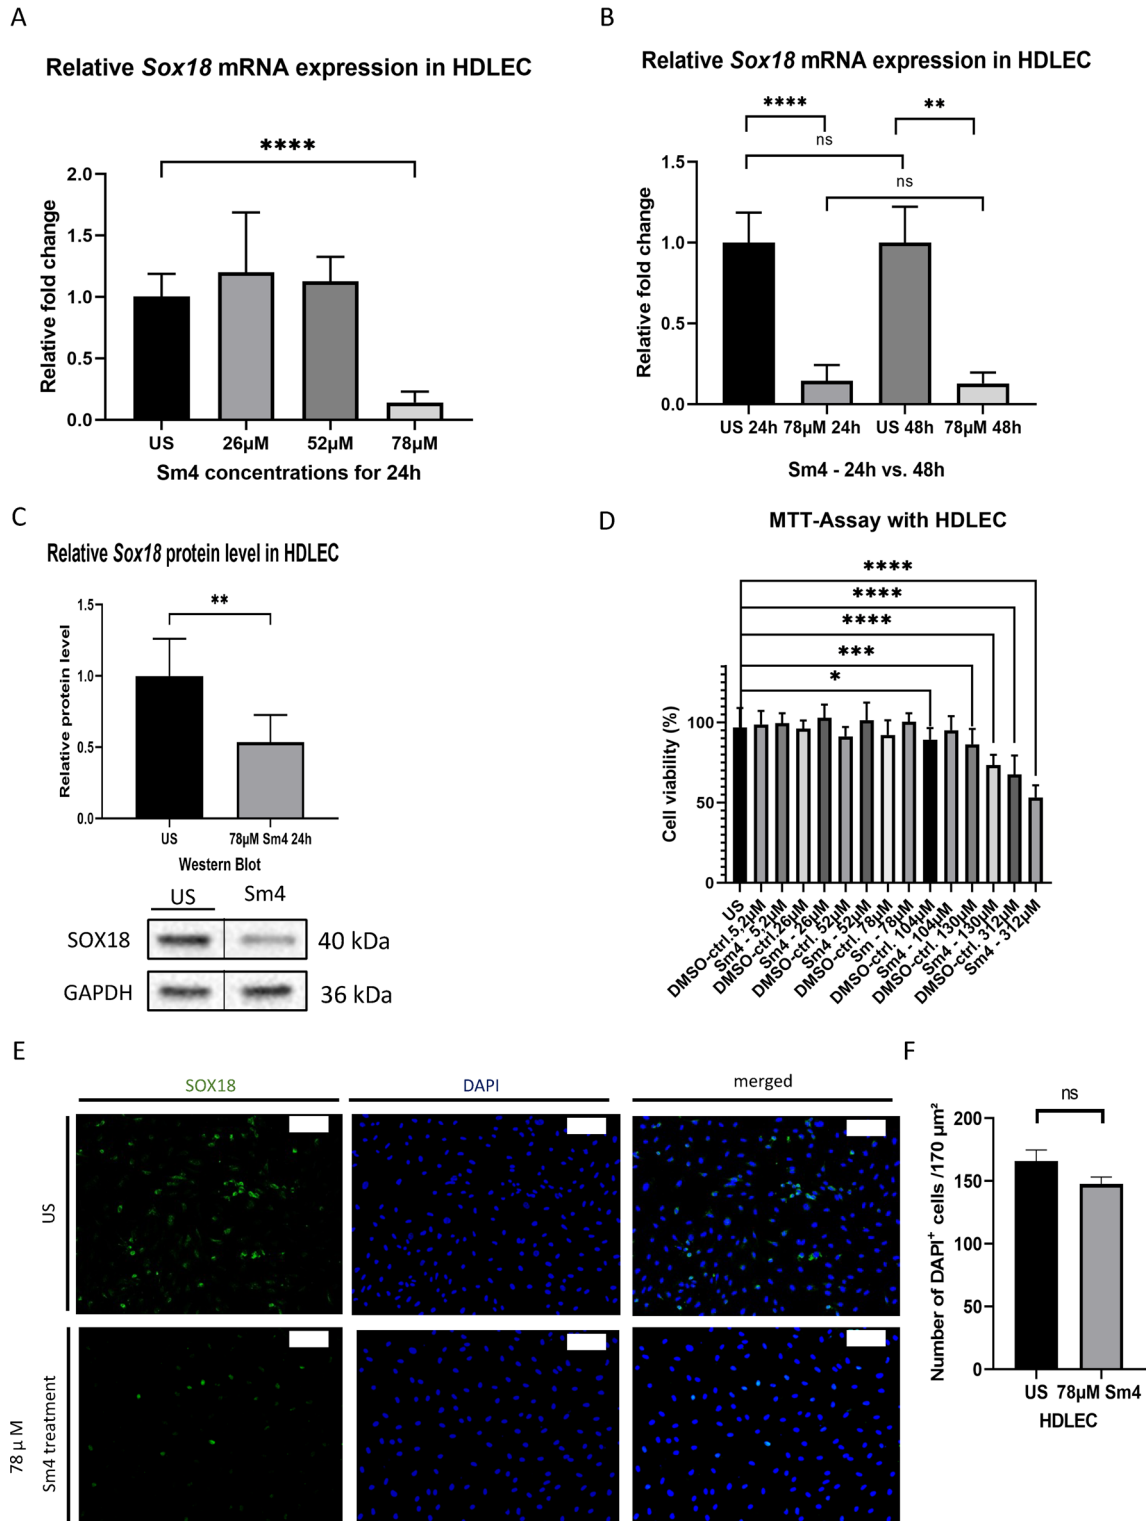 A
Relative Sox18 mRNA expression in HDLEC
****
2.0
1.5
1.0
0.5
0.0
Relative fold change
US 26µM 52µM 78µM
Sm4 concentrations for 24h
B
Relative Sox18 mRNA expression in HDLEC
**** **
ns
ns
1.5
1.0
0.5
0.0
Relative fold change
US 24h 78µM 24h US 48h 78µM 48h
Sm4 - 24h vs. 48h
C
Relative Sox18 protein level in HDLEC
**
1.5
1.0
0.5
0.0
Relative protein level
US 78µM Sm4 24h
Western Blot
US Sm4
SOX18 40 kDa
GAPDH 36 kDa
D
MTT-Assay with HDLEC
****
****
****
***
*
100
50
0
Cell viability (%)
US
DMSO-ctrl.5,2µM
Sm4 - 5,2µM
DMSO-ctrl.26µM
Sm4 - 26µM
DMSO-ctrl. 52µM
Sm4 - 52µM
DMSO-ctrl. 78µM
Sm - 78µM
DMSO-ctrl. 104µM
Sm4 - 104µM
DMSO-ctrl. 130µM
Sm4 - 130µM
DMSO-ctrl. 312µM
Sm4 - 312µM
E
SOX18 DAPI merged
US
78 µ M
Sm4 treatment
F
ns
200
150
100
50
0
Number of DAPI⁺ cells /170 µm²
US 78µM Sm4
HDLEC